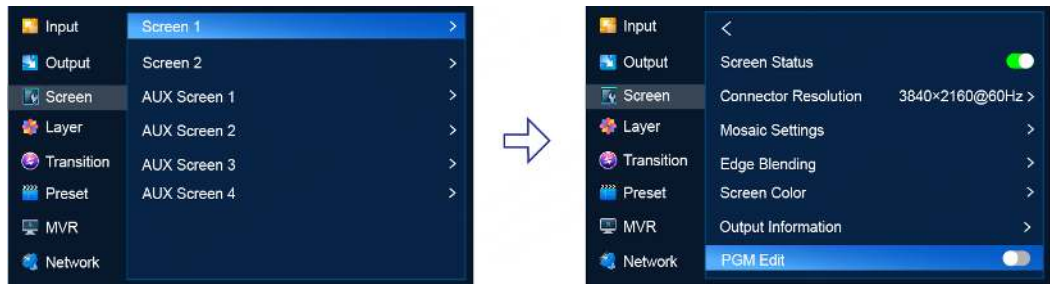 Input
Output
Screen
Layer
Transition
Preset
MVR
Network
Screen 1 >
Screen 2 >
AUX Screen 1 >
AUX Screen 2 >
AUX Screen 3 >
AUX Screen 4 >
Input
Output
Screen
Layer
Transition
Preset
MVR
Network
<
Screen Status
Connector Resolution 3840×2160@60Hz >
Mosaic Settings >
Edge Blending >
Screen Color >
Output Information >
PGM Edit